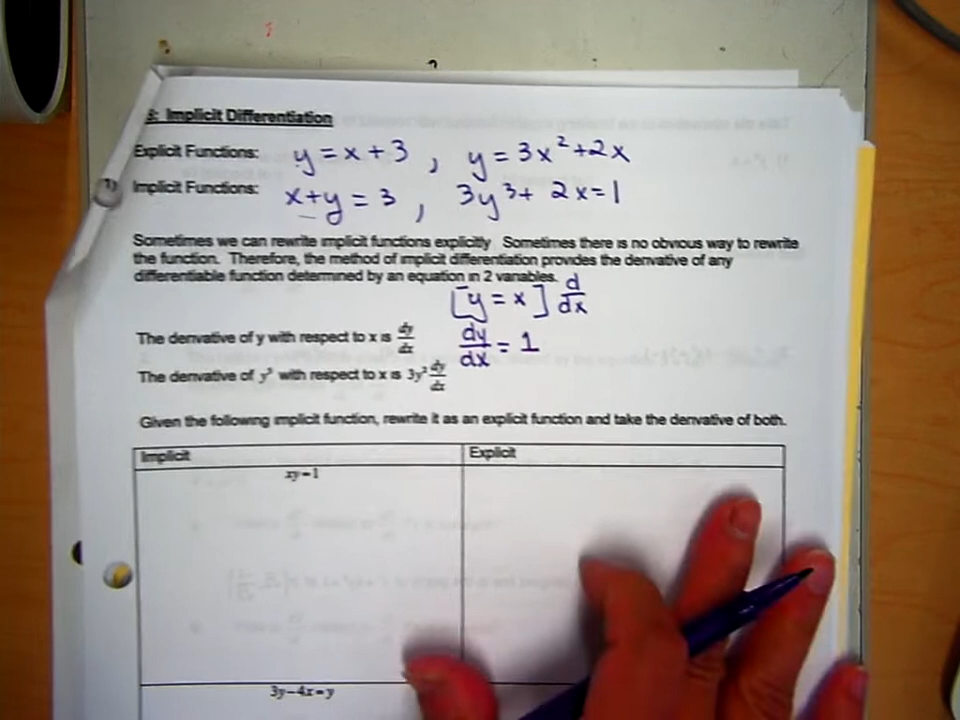 : Implicit Differentiation
Explicit Functions: y = x + 3 , y = 3x² + 2x
Implicit Functions: x + y = 3 , 3y³ + 2x = 1
Sometimes we can rewrite implicit functions explicitly Sometimes there is no obvious way to rewrite
the function. Therefore, the method of implicit differentiation provides the derivative of any
differentiable function determined by an equation in 2 variables.
[y = x] d/dx
The derivative of y with respect to x is dy/dx
dy/dx = 1
The derivative of y³ with respect to x is 3y² dy/dx
Given the following implicit function, rewrite it as an explicit function and take the derivative of both.
Implicit Explicit
xy = 1
3y – 4x = y